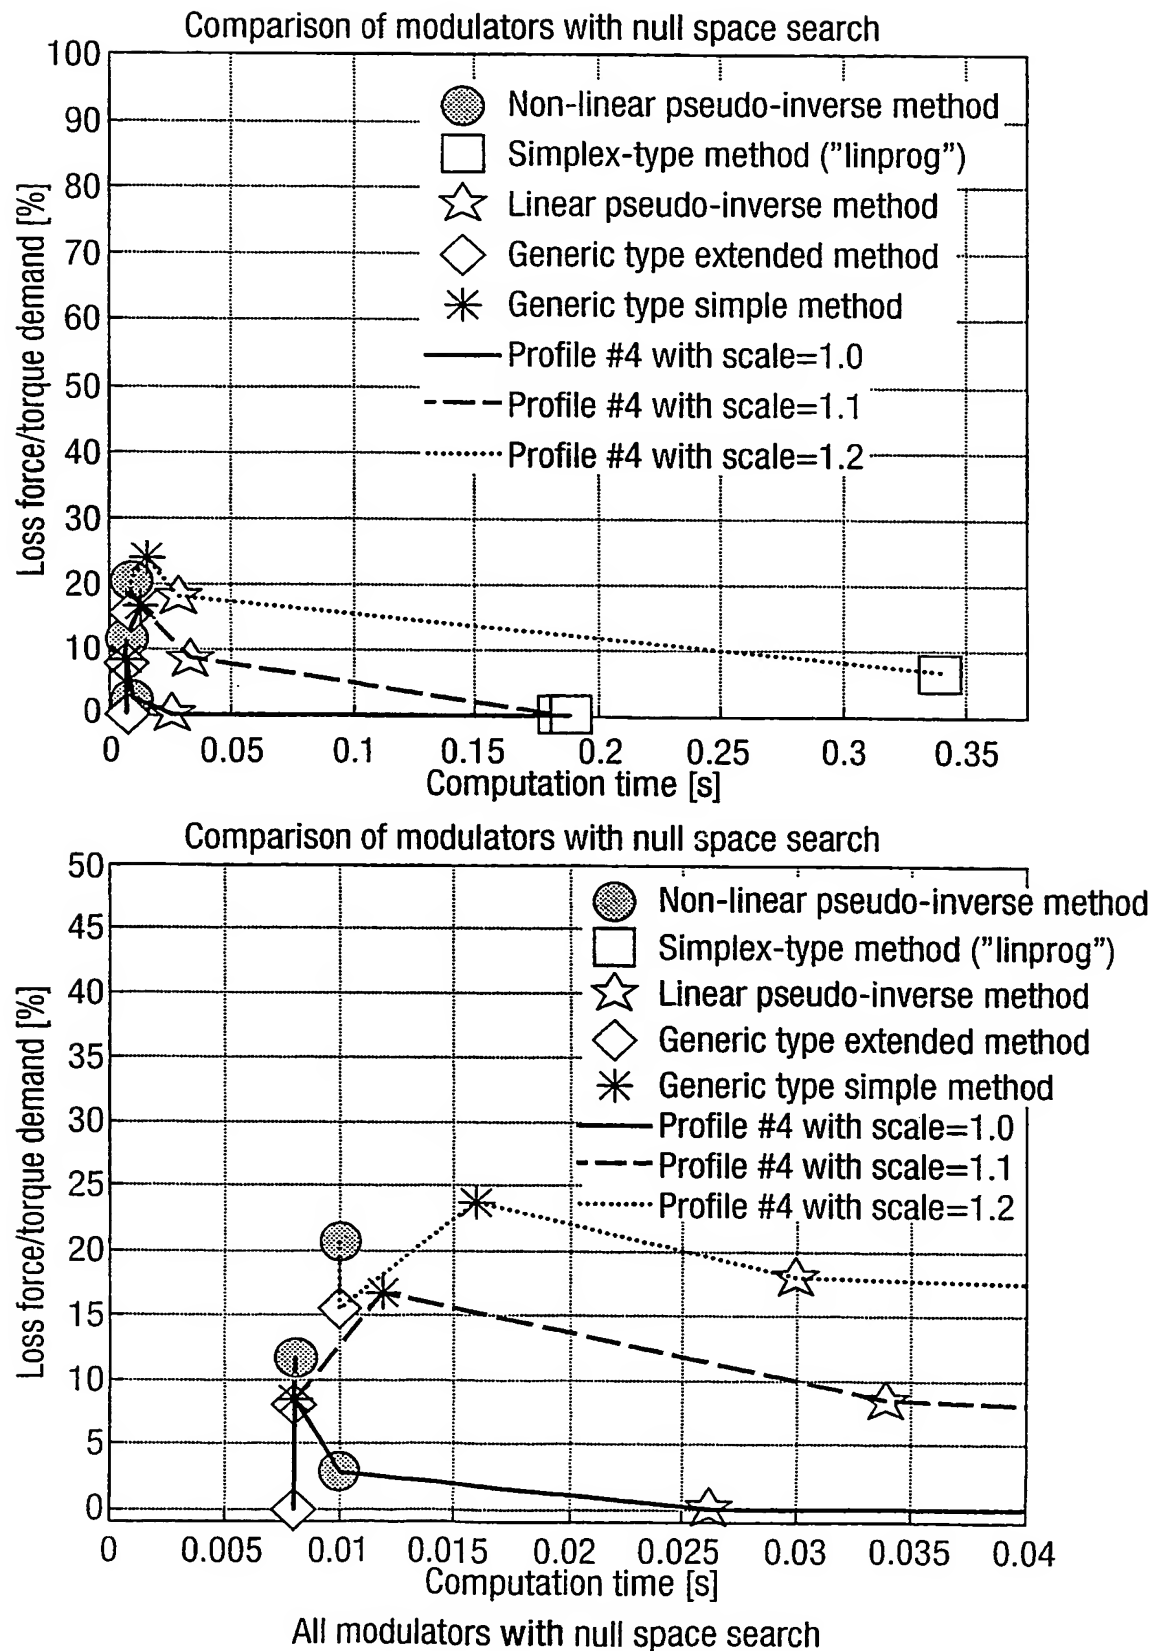 Comparison of modulators with null space search
100
90
80
70
60
50
40
30
20
10
0
Loss force/torque demand [%]
Non-linear pseudo-inverse method
Simplex-type method ("linprog")
Linear pseudo-inverse method
Generic type extended method
Generic type simple method
Profile #4 with scale=1.0
Profile #4 with scale=1.1
Profile #4 with scale=1.2
0 0.05 0.1 0.15 0.2 0.25 0.3 0.35
Computation time [s]
Comparison of modulators with null space search
50
45
40
35
30
25
20
15
10
5
0
Loss force/torque demand [%]
Non-linear pseudo-inverse method
Simplex-type method ("linprog")
Linear pseudo-inverse method
Generic type extended method
Generic type simple method
Profile #4 with scale=1.0
Profile #4 with scale=1.1
Profile #4 with scale=1.2
0 0.005 0.01 0.015 0.02 0.025 0.03 0.035 0.04
Computation time [s]
All modulators with null space search